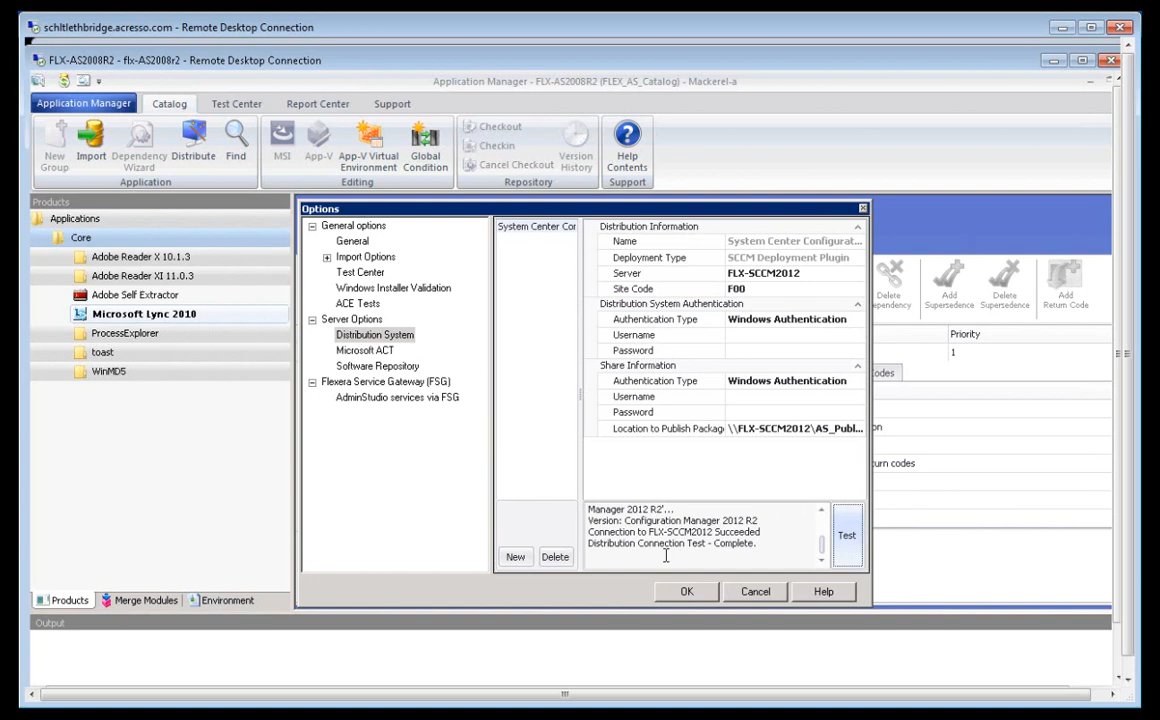 schltlethbridge.acresso.com - Remote Desktop Connection
FLX-AS2008R2 - flx-AS2008r2 - Remote Desktop Connection
Application Manager - FLX-AS2008R2 (FLEX_AS_Catalog) - Mackerel-a
Application Manager
Catalog
Test Center
Report Center
Support
New Group
Import
Dependency Wizard
Distribute
Find
MSI
App-V
App-V Virtual Environment
Global Condition
Checkout
Checkin
Cancel Checkout
Version History
Help Contents
Application
Editing
Repository
Support
Products
Applications
Core
Adobe Reader X 10.1.3
Adobe Reader XI 11.0.3
Adobe Self Extractor
Microsoft Lync 2010
ProcessExplorer
toast
WinMD5
Products
Merge Modules
Environment
Output
Options
General options
General
Import Options
Test Center
Windows Installer Validation
ACE Tests
Server Options
Distribution System
Microsoft ACT
Software Repository
Flexera Service Gateway (FSG)
AdminStudio services via FSG
System Center Cor
New
Delete
Distribution Information
Name System Center Configurat...
Deployment Type SCCM Deployment Plugin
Server FLX-SCCM2012
Site Code F00
Distribution System Authentication
Authentication Type Windows Authentication
Username
Password
Share Information
Authentication Type Windows Authentication
Username
Password
Location to Publish Packag \\FLX-SCCM2012\AS_Publ...
Manager 2012 R2'...
Version: Configuration Manager 2012 R2
Connection to FLX-SCCM2012 Succeeded
Distribution Connection Test - Complete.
Test
OK
Cancel
Help
Delete
pendency
Add Supersedence
Delete Supersedence
Add Return Code
Priority
1
odes
on
urn codes